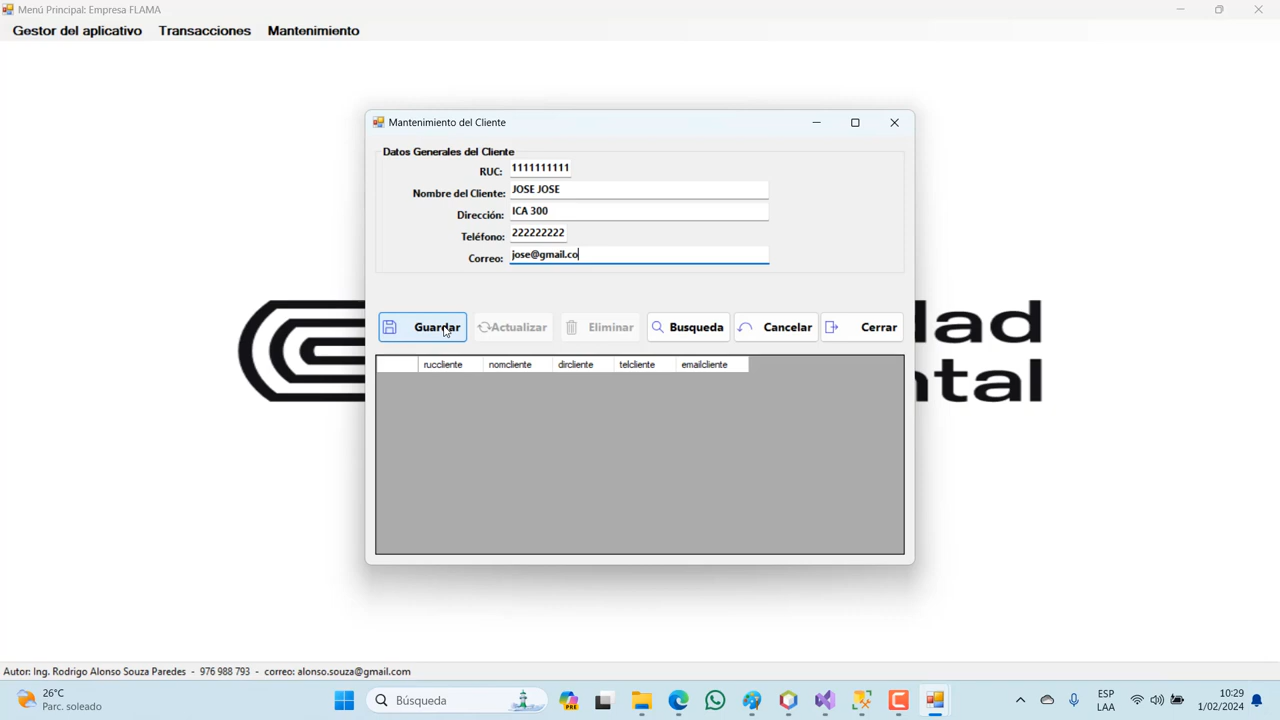 Menú Principal: Empresa FLAMA
Gestor del aplicativo Transacciones Mantenimiento
Mantenimiento del Cliente
Datos Generales del Cliente
RUC: 1111111111
Nombre del Cliente: JOSE JOSE
Dirección: ICA 300
Teléfono: 222222222
Correo: jose@gmail.co
Guardar Actualizar Eliminar Busqueda Cancelar Cerrar
ruccliente nomcliente dircliente telcliente emailcliente
dad
ntal
Autor: Ing. Rodrigo Alonso Souza Paredes - 976 988 793 - correo: alonso.souza@gmail.com
26°C
Parc. soleado
Búsqueda
PRE
ESP
LAA
10:29
1/02/2024